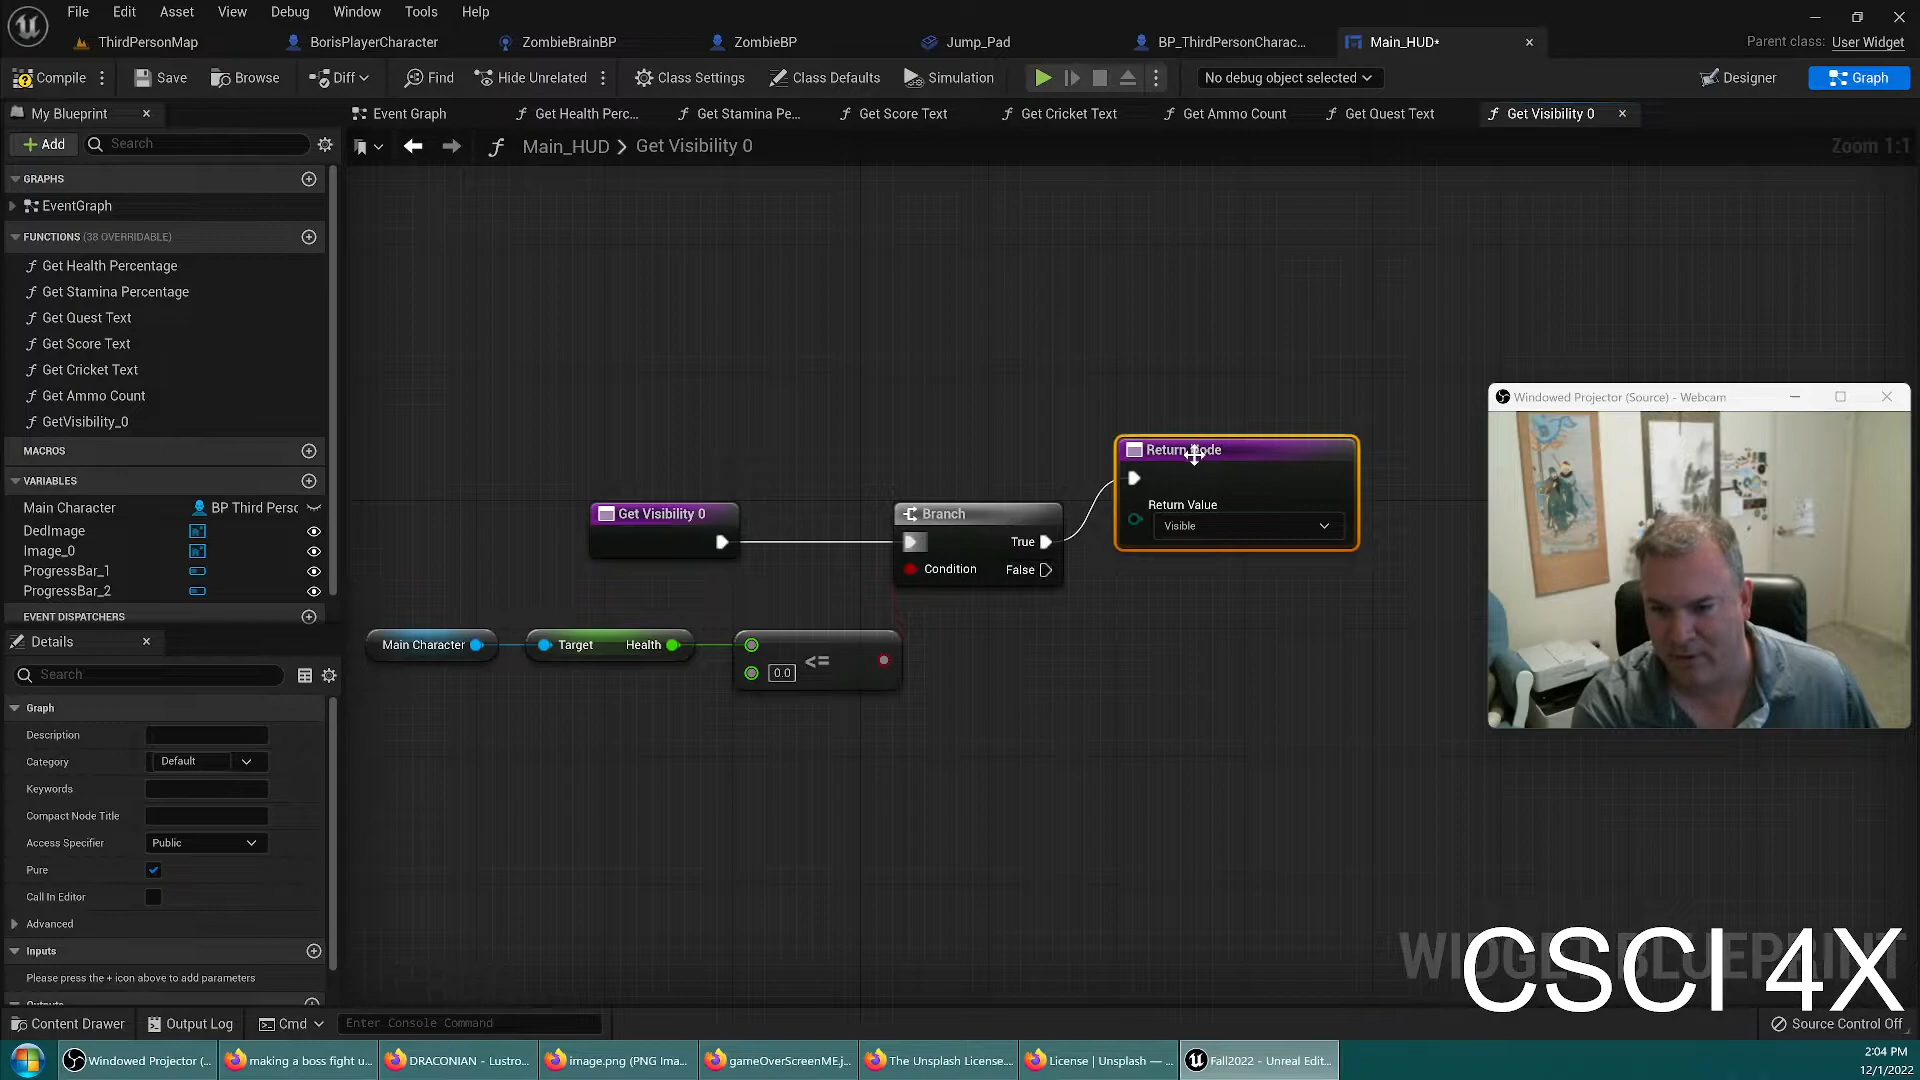 File Edit Asset View Debug Window Tools Help
ThirdPersonMap BorisPlayerCharacter ZombieBrainBP ZombieBP Jump_Pad BP_ThirdPersonCharac... Main_HUD*
Parent class: User Widget
Compile Save Browse Diff Find Hide Unrelated Class Settings Class Defaults Simulation No debug object selected Designer Graph
My Blueprint
Event Graph Get Health Perc... Get Stamina Pe... Get Score Text Get Cricket Text Get Ammo Count Get Quest Text Get Visibility 0
Add Search
Main_HUD > Get Visibility 0
Zoom 1:1
GRAPHS
EventGraph
FUNCTIONS (38 OVERRIDABLE)
Get Health Percentage
Get Stamina Percentage
Get Quest Text
Get Score Text
Get Cricket Text
Get Ammo Count
GetVisibility_0
MACROS
VARIABLES
Main Character BP Third Perso
DedImage
Image_0
ProgressBar_1
ProgressBar_2
EVENT DISPATCHERS
Windowed Projector (Source) - Webcam
Return Node
Return Value
Visible
Get Visibility 0
Branch
True
Condition False
Main Character
Target Health
0.0 <=
Details
Search
Graph
Description
Category Default
Keywords
Compact Node Title
Access Specifier Public
Pure
Call In Editor
Advanced
Inputs
Please press the + icon above to add parameters
Outputs
WIDGET BLUEPRINT
CSCI 4X
Content Drawer Output Log Cmd Enter Console Command
Source Control Off
Windowed Projector (... making a boss fight u... DRACONIAN - Lustro... image.png (PNG Ima... gameOverScreenME.j... The Unsplash License... License | Unsplash — ... Fall2022 - Unreal Edit...
2:04 PM
12/1/2022